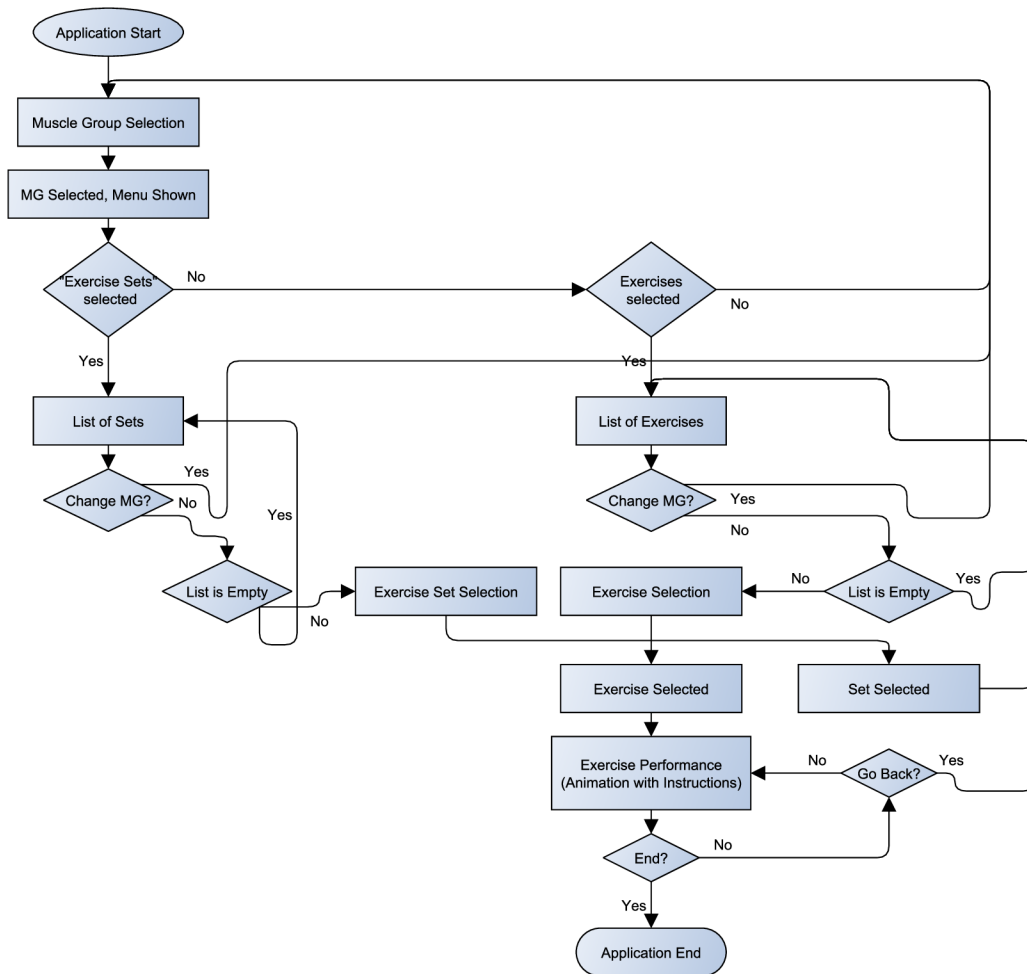 Application Start
Muscle Group Selection
MG Selected, Menu Shown
"Exercise Sets"
selected
No
Exercises
selected
No
Yes
Yes
List of Sets
List of Exercises
Change MG?
Yes
No
Yes
Change MG?
Yes
No
List is Empty
No
Exercise Set Selection
Exercise Selection
No
List is Empty
Yes
Exercise Selected
Set Selected
Exercise Performance
(Animation with Instructions)
No
Go Back?
Yes
End?
No
Yes
Application End